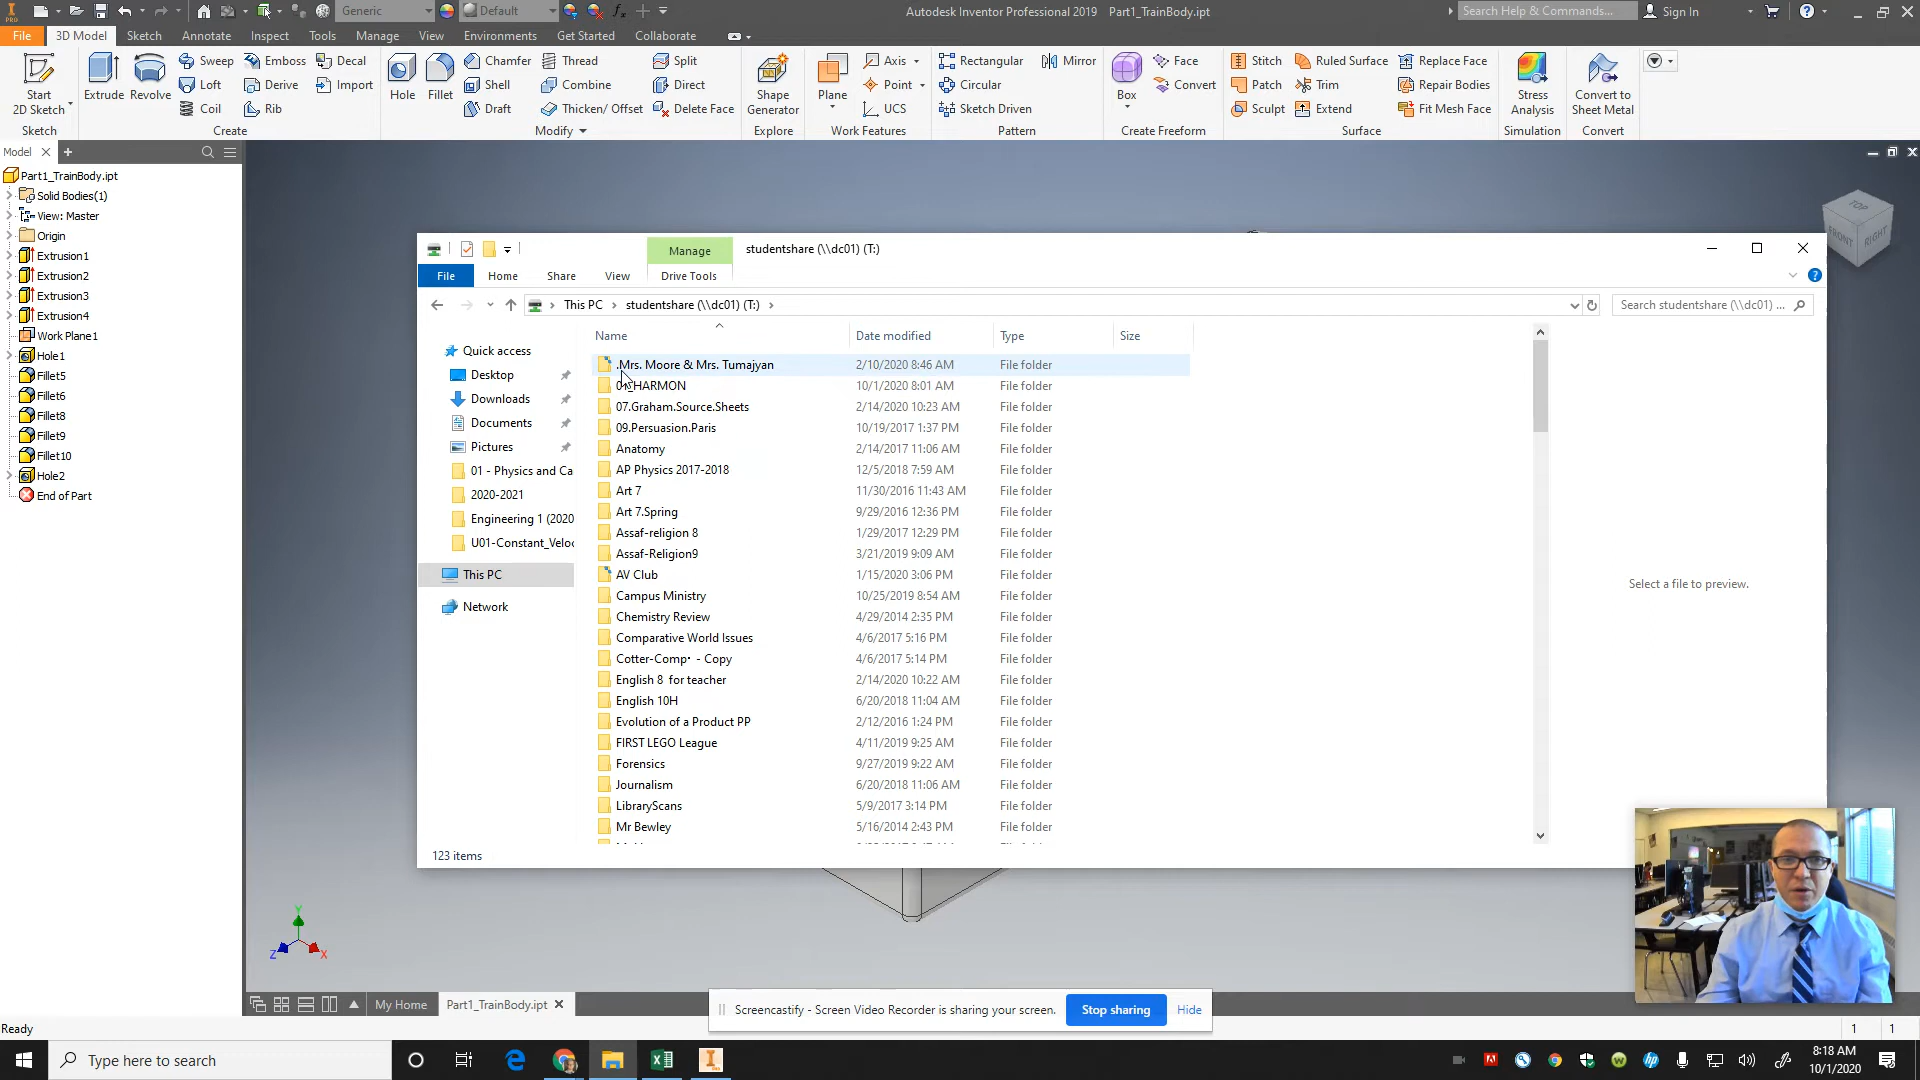 Generic
Default
Autodesk Inventor Professional 2019 Part1_TrainBody.ipt
Search Help & Commands...
Sign In
File 3D Model Sketch Annotate Inspect Tools Manage View Environments Get Started Collaborate
Start
2D Sketch
Sketch
Extrude
Revolve
Sweep
Loft
Coil
Emboss
Derive
Rib
Decal
Import
Create
Hole
Fillet
Chamfer
Shell
Draft
Thread
Combine
Thicken/ Offset
Split
Direct
Delete Face
Modify
Shape
Generator
Explore
Plane
Axis
Point
UCS
Work Features
Rectangular
Circular
Sketch Driven
Mirror
Pattern
Box
Face
Convert
Create Freeform
Stitch
Patch
Sculpt
Ruled Surface
Trim
Extend
Replace Face
Repair Bodies
Fit Mesh Face
Surface
Stress
Analysis
Simulation
Convert to
Sheet Metal
Convert
Model
Part1_TrainBody.ipt
Solid Bodies(1)
View: Master
Origin
Extrusion1
Extrusion2
Extrusion3
Extrusion4
Work Plane1
Hole1
Fillet5
Fillet6
Fillet8
Fillet9
Fillet10
Hole2
End of Part
TOP
FRONT
RIGHT
Manage
studentshare (\\dc01) (T:)
File Home Share View Drive Tools
This PC studentshare (\\dc01) (T:)
Search studentshare (\\dc01) ...
Quick access
Desktop
Downloads
Documents
Pictures
01 - Physics and Ca
2020-2021
Engineering 1 (2020
U01-Constant_Veloc
This PC
Network
Name Date modified Type Size
.Mrs. Moore & Mrs. Tumajyan 2/10/2020 8:46 AM File folder
HARMON 10/1/2020 8:01 AM File folder
07.Graham.Source.Sheets 2/14/2020 10:23 AM File folder
09.Persuasion.Paris 10/19/2017 1:37 PM File folder
Anatomy 2/14/2017 11:06 AM File folder
AP Physics 2017-2018 12/5/2018 7:59 AM File folder
Art 7 11/30/2016 11:43 AM File folder
Art 7.Spring 9/29/2016 12:36 PM File folder
Assaf-religion 8 1/29/2017 12:29 PM File folder
Assaf-Religion9 3/21/2019 9:09 AM File folder
AV Club 1/15/2020 3:06 PM File folder
Campus Ministry 10/25/2019 8:54 AM File folder
Chemistry Review 4/29/2014 2:35 PM File folder
Comparative World Issues 4/6/2017 5:16 PM File folder
Cotter-Comp· - Copy 4/6/2017 5:14 PM File folder
English 8 for teacher 2/14/2020 10:22 AM File folder
English 10H 6/20/2018 11:04 AM File folder
Evolution of a Product PP 2/12/2016 1:24 PM File folder
FIRST LEGO League 4/11/2019 9:25 AM File folder
Forensics 9/27/2019 9:22 AM File folder
Journalism 6/20/2018 11:06 AM File folder
LibraryScans 5/9/2017 3:14 PM File folder
Mr Bewley 5/16/2014 2:43 PM File folder
Select a file to preview.
123 items
Y
Z
X
My Home
Part1_TrainBody.ipt
Screencastify - Screen Video Recorder is sharing your screen.
Stop sharing
Hide
Ready
1 1
Type here to search
8:18 AM
10/1/2020